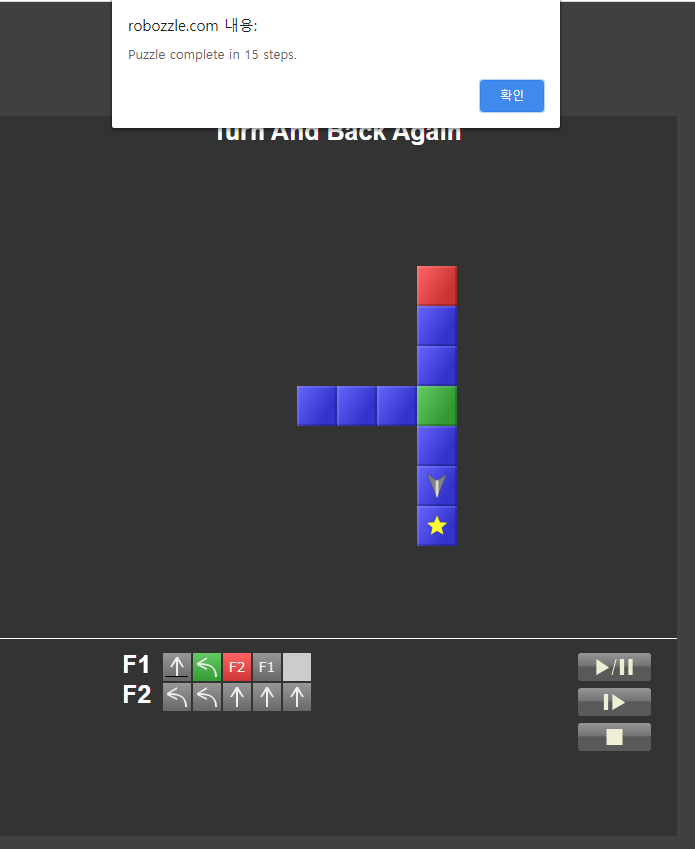 robozzle.com 내용:
Puzzle complete in 15 steps.
확인
Turn And Back Again
F1 F2 F1
F2